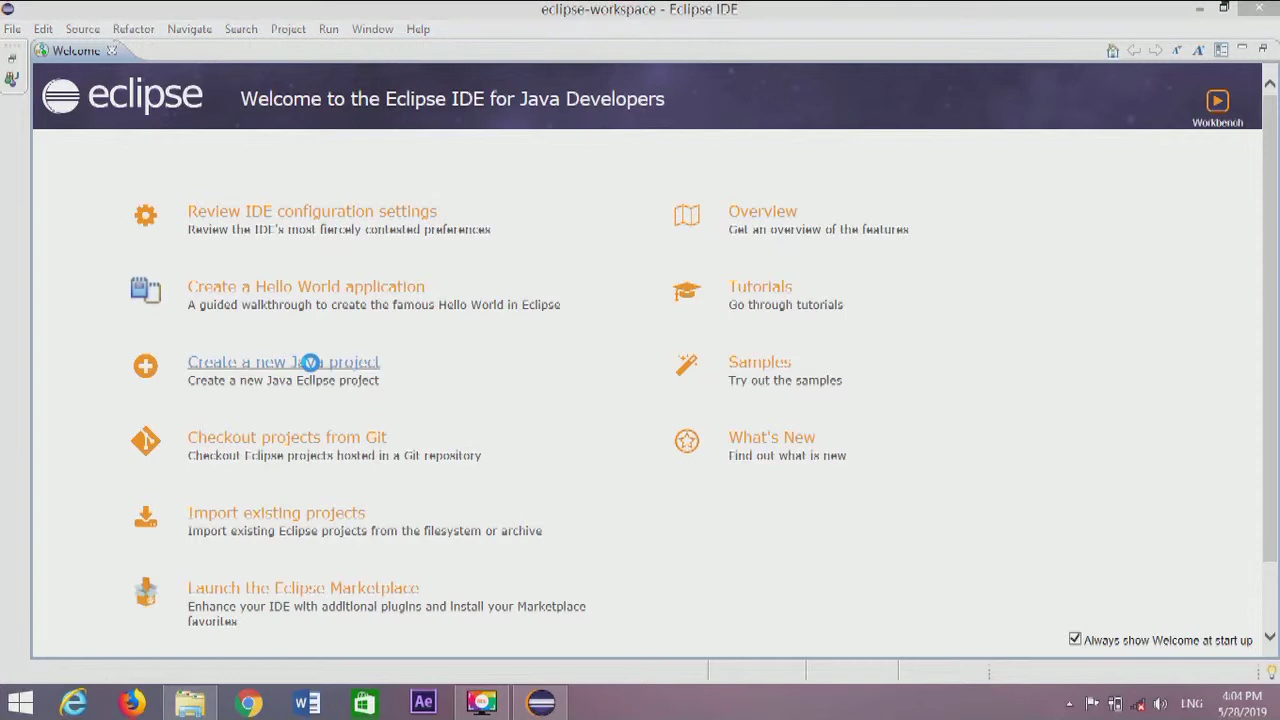 eclipse-workspace - Eclipse IDE
File Edit Source Refactor Navigate Search Project Run Window Help
Welcome
eclipse
Welcome to the Eclipse IDE for Java Developers
Workbench
Review IDE configuration settings
Review the IDE's most fiercely contested preferences
Overview
Get an overview of the features
Create a Hello World application
A guided walkthrough to create the famous Hello World in Eclipse
Tutorials
Go through tutorials
Create a new Java project
Create a new Java Eclipse project
Samples
Try out the samples
Checkout projects from Git
Checkout Eclipse projects hosted in a Git repository
What's New
Find out what is new
Import existing projects
Import existing Eclipse projects from the filesystem or archive
Launch the Eclipse Marketplace
Enhance your IDE with additional plugins and install your Marketplace
favorites
Always show Welcome at start up
Ae
ENG
4:04 PM
5/28/2019